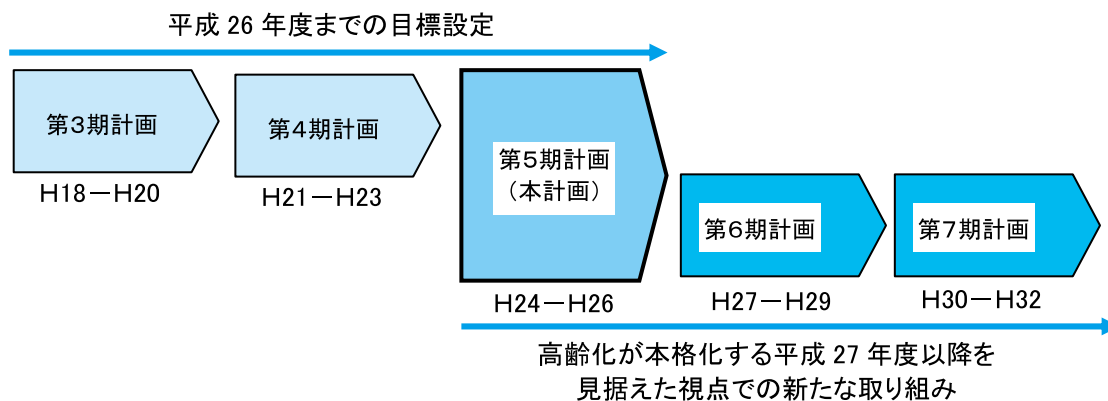 平成 26 年度までの目標設定
第3期計画
H18－H20
第4期計画
H21－H23
第5期計画
（本計画）
H24－H26
第6期計画
H27－H29
第7期計画
H30－H32
高齢化が本格化する平成 27 年度以降を
見据えた視点での新たな取り組み